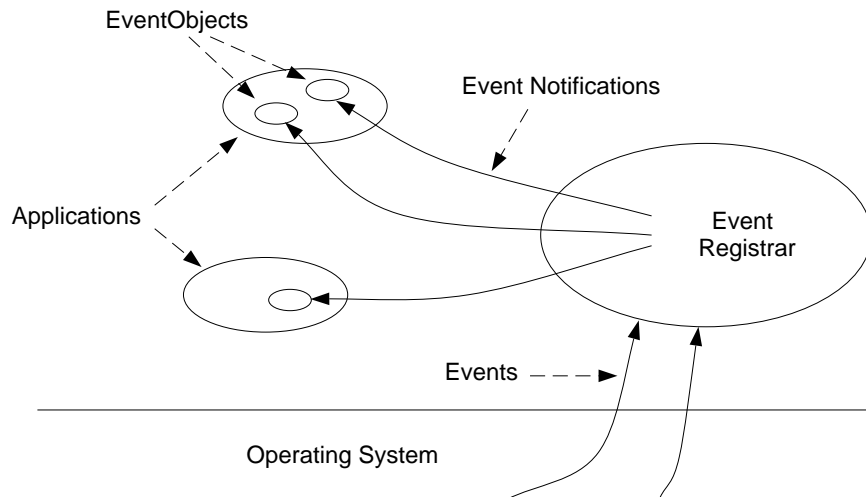 EventObjects
Event Notifications
Applications
Event
Registrar
Events
Operating System